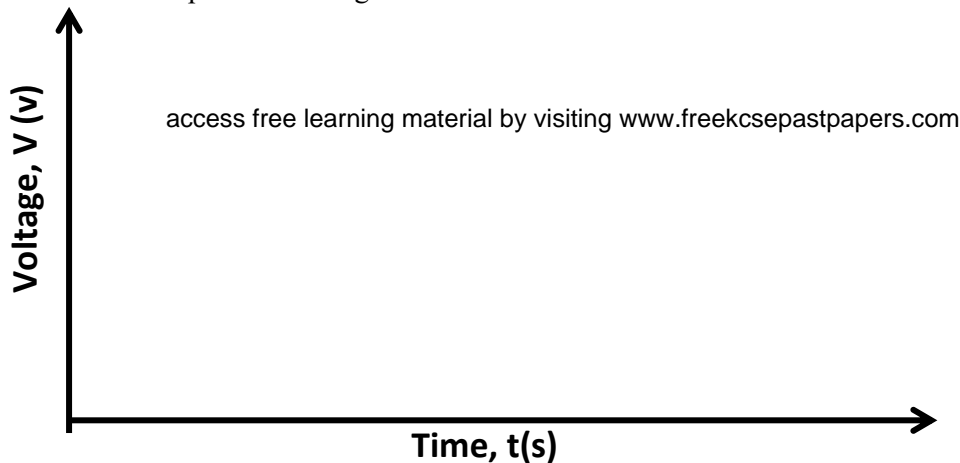 access free learning material by visiting www.freekcsepastpapers.com
Voltage, V (v)
Time, t(s)